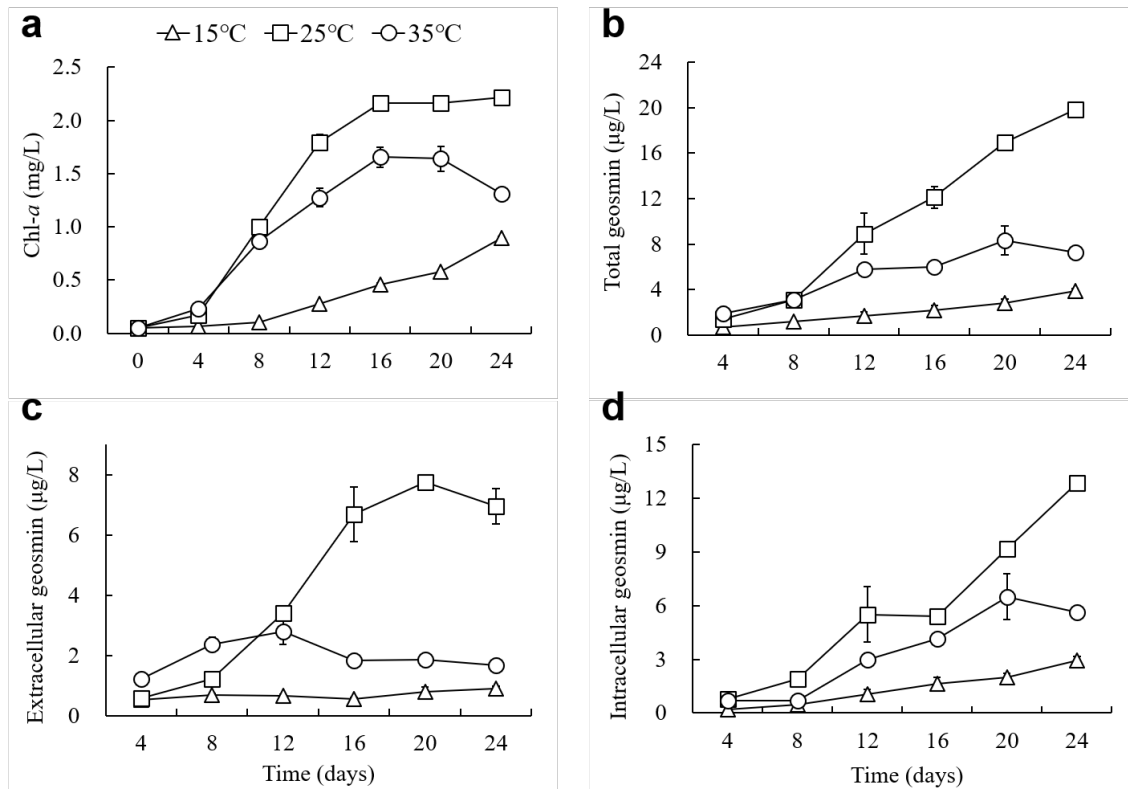 a
15℃ 25℃ 35℃
Chl-a (mg/L)
2.5
2.0
1.5
1.0
0.5
0.0
0 4 8 12 16 20 24
b
Total geosmin (μg/L)
24
20
16
12
8
4
0
4 8 12 16 20 24
c
Extracellular geosmin (μg/L)
8
6
4
2
0
4 8 12 16 20 24
Time (days)
d
Intracellular geosmin (μg/L)
15
12
9
6
3
0
4 8 12 16 20 24
Time (days)